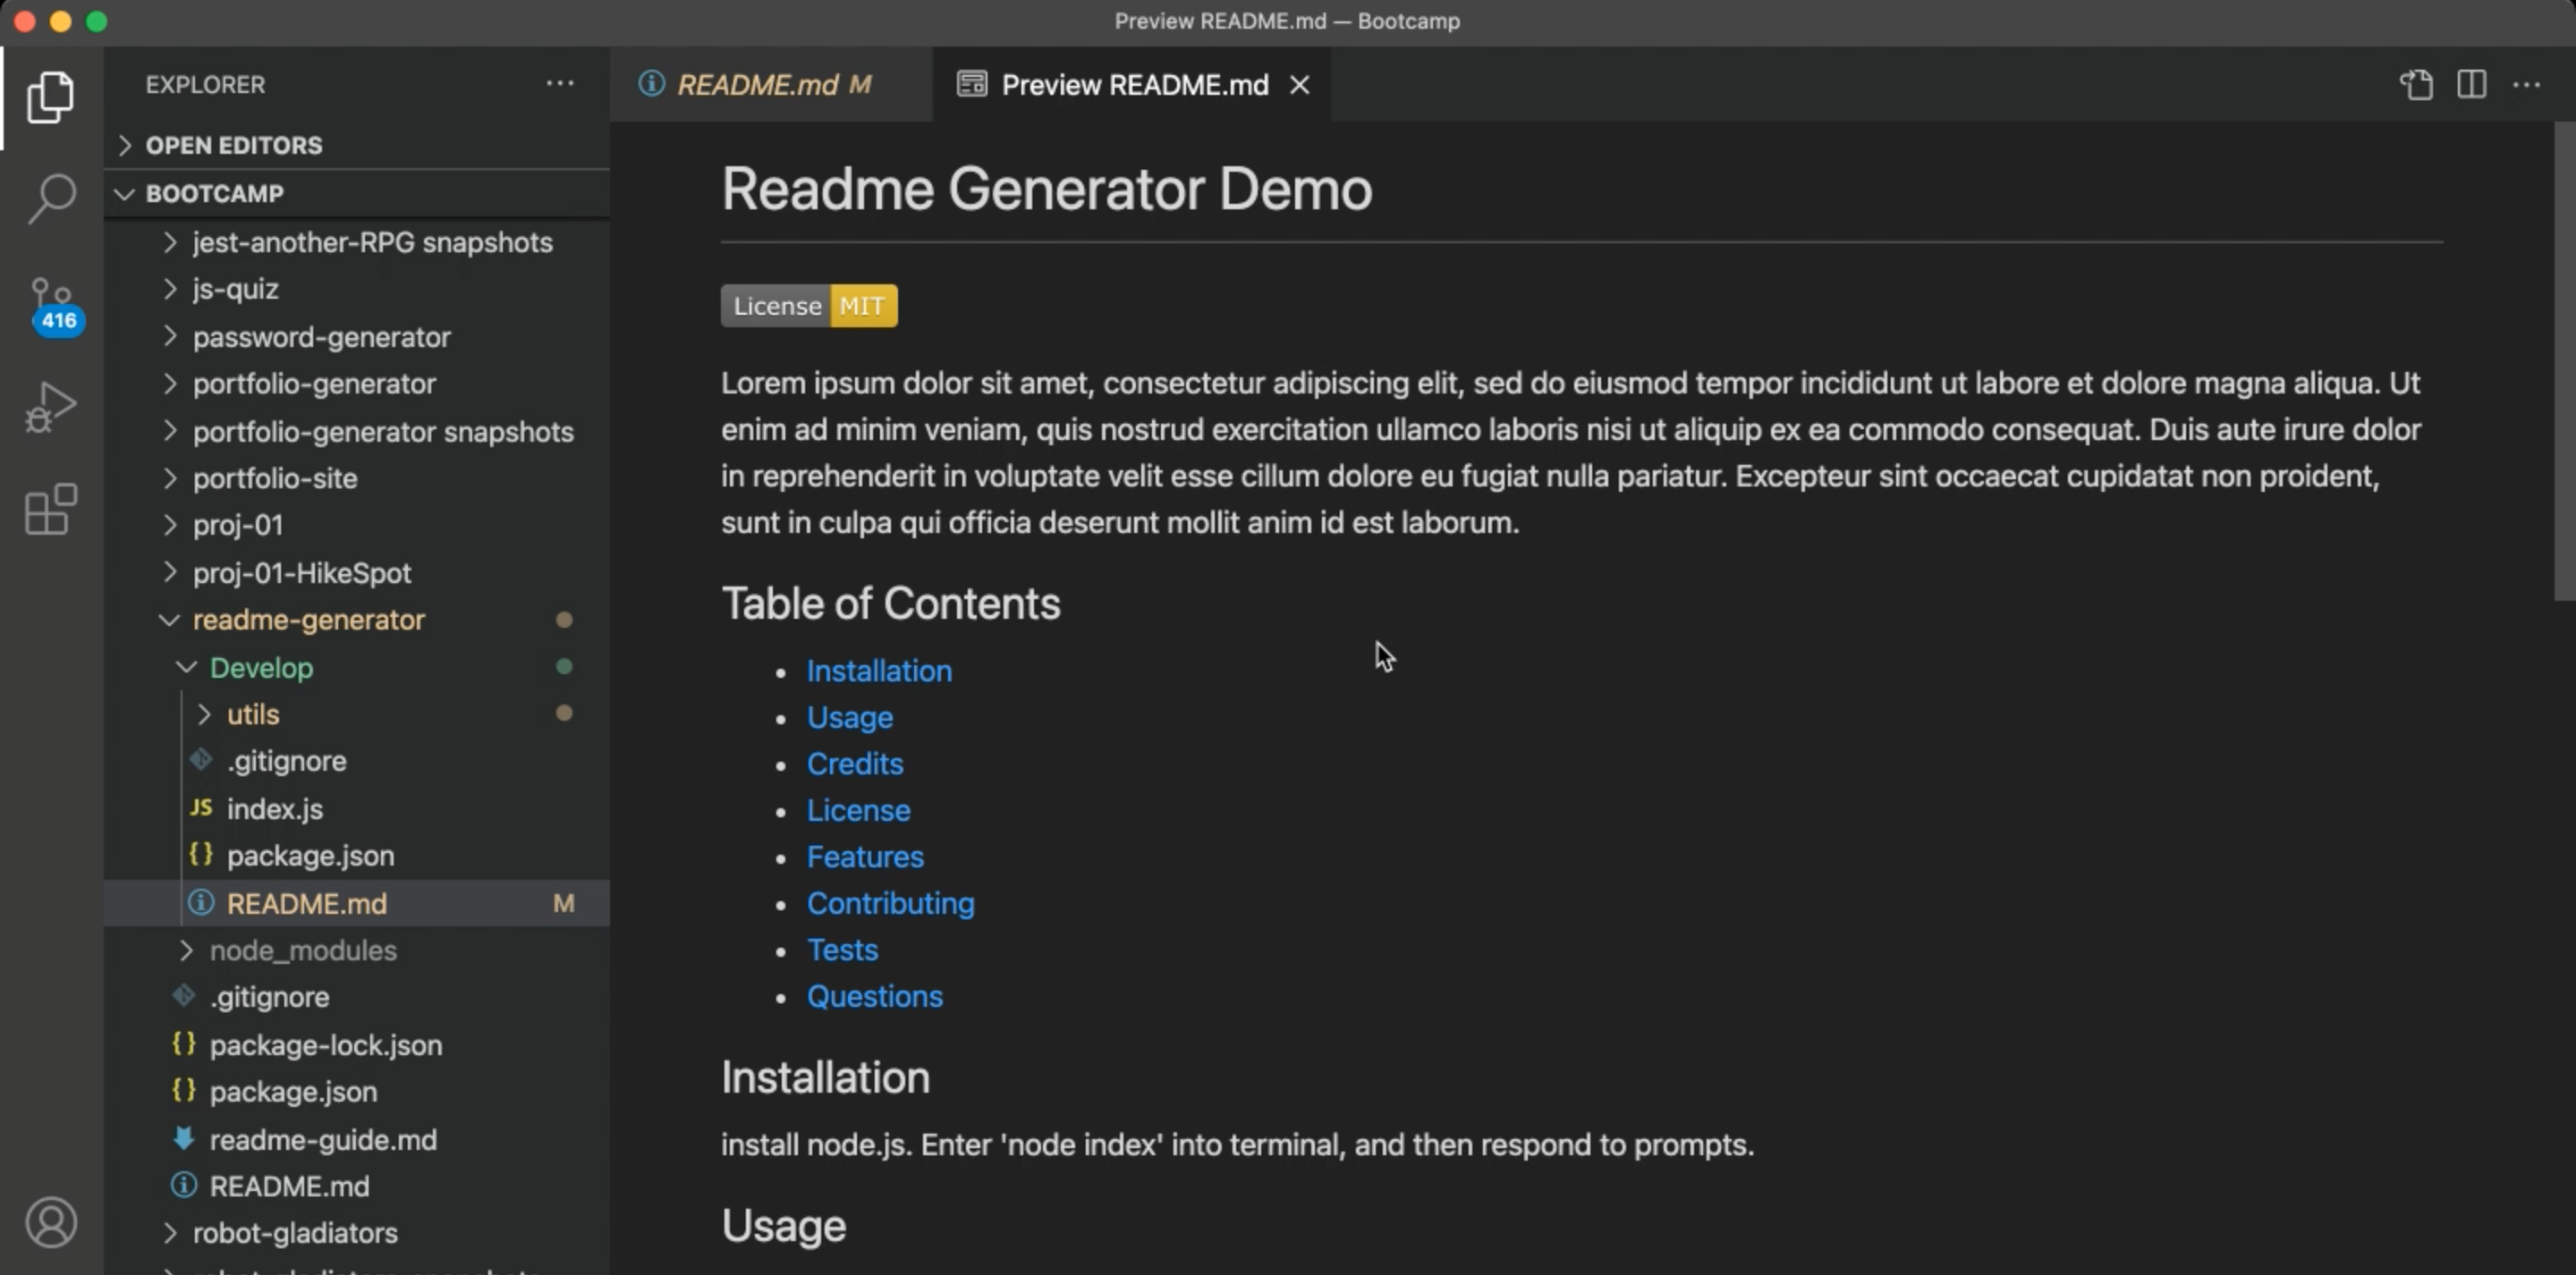 Preview README.md — Bootcamp
EXPLORER
OPEN EDITORS
BOOTCAMP
jest-another-RPG snapshots
js-quiz
416
password-generator
portfolio-generator
portfolio-generator snapshots
portfolio-site
proj-01
proj-01-HikeSpot
readme-generator
Develop
utils
.gitignore
JS index.js
{} package.json
README.md M
node_modules
.gitignore
{} package-lock.json
{} package.json
readme-guide.md
README.md
robot-gladiators
README.md M
Preview README.md
Readme Generator Demo
License MIT
Lorem ipsum dolor sit amet, consectetur adipiscing elit, sed do eiusmod tempor incididunt ut labore et dolore magna aliqua. Ut
enim ad minim veniam, quis nostrud exercitation ullamco laboris nisi ut aliquip ex ea commodo consequat. Duis aute irure dolor
in reprehenderit in voluptate velit esse cillum dolore eu fugiat nulla pariatur. Excepteur sint occaecat cupidatat non proident,
sunt in culpa qui officia deserunt mollit anim id est laborum.
Table of Contents
• Installation
• Usage
• Credits
• License
• Features
• Contributing
• Tests
• Questions
Installation
install node.js. Enter 'node index' into terminal, and then respond to prompts.
Usage